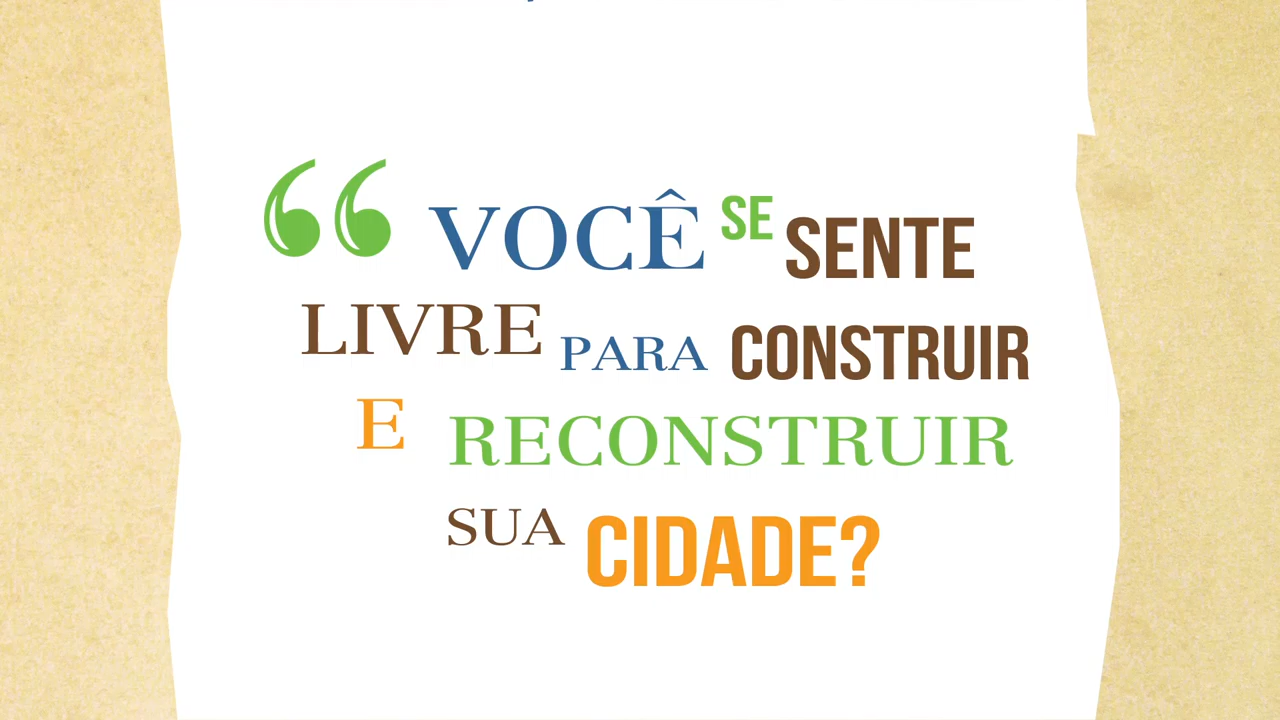 “ VOCÊ SE SENTE
LIVRE PARA CONSTRUIR
E RECONSTRUIR
SUA CIDADE?